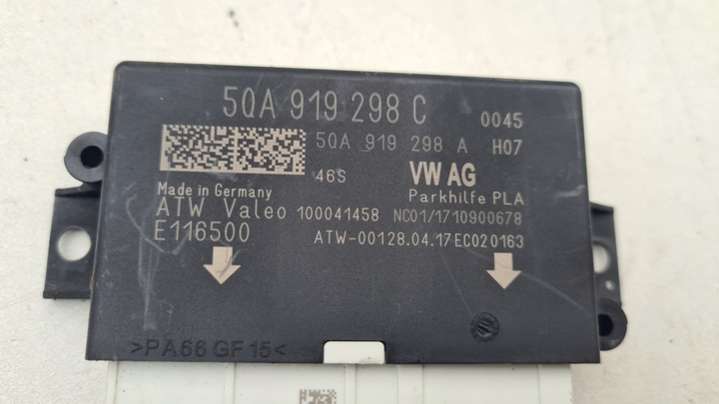 5QA 919 298 C 0045
5QA 919 298 A H07
46S VW AG
Made in Germany Parkhilfe PLA
ATW Valeo 100041458 NC01/1710900678
E116500 ATW-00128.04.17EC020163
>PA66 GF15<